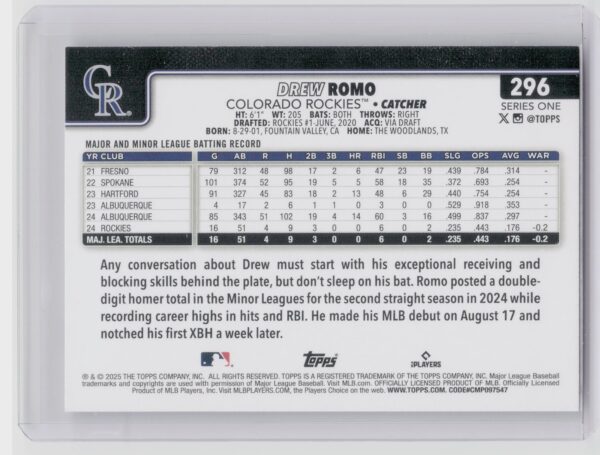 CR
DREW ROMO
COLORADO ROCKIES™ • CATCHER
HT: 6'1" WT: 205 BATS: BOTH THROWS: RIGHT
DRAFTED: ROCKIES #1-JUNE, 2020 ACQ: VIA DRAFT
BORN: 8-29-01, FOUNTAIN VALLEY, CA HOME: THE WOODLANDS, TX
296
SERIES ONE
@TOPPS
MAJOR AND MINOR LEAGUE BATTING RECORD
YR CLUB G AB R H 2B 3B HR RBI SB BB SLG OPS AVG WAR
21 FRESNO 79 312 48 98 17 2 6 47 23 19 .439 .784 .314 -
22 SPOKANE 101 374 52 95 19 5 5 58 18 35 .372 .693 .254 -
23 HARTFORD 91 327 45 83 18 2 13 48 6 29 .440 .754 .254 -
23 ALBUQUERQUE 4 17 2 6 1 1 0 3 0 0 .529 .918 .353 -
24 ALBUQUERQUE 85 343 51 102 19 4 14 60 3 16 .499 .837 .297 -
24 ROCKIES 16 51 4 9 3 0 0 6 0 2 .235 .443 .176 -0.2
MAJ. LEA. TOTALS 16 51 4 9 3 0 0 6 0 2 .235 .443 .176 -0.2
Any conversation about Drew must start with his exceptional receiving and
blocking skills behind the plate, but don't sleep on his bat. Romo posted a double-
digit homer total in the Minor Leagues for the second straight season in 2024 while
recording career highs in hits and RBI. He made his MLB debut on August 17 and
notched his first XBH a week later.
TOPPS
PLAYERS
® & © 2025 THE TOPPS COMPANY, INC. ALL RIGHTS RESERVED. TOPPS IS A REGISTERED TRADEMARK OF THE TOPPS COMPANY, INC. Major League Baseball
trademarks and copyrights are used with permission of Major League Baseball. Visit MLB.com. OFFICIALLY LICENSED PRODUCT OF MLB. Officially Licensed
Product of MLB Players, Inc. Visit MLBPLAYERS.COM, the Players Choice on the web. WWW.TOPPS.COM. CODE#CMP097547